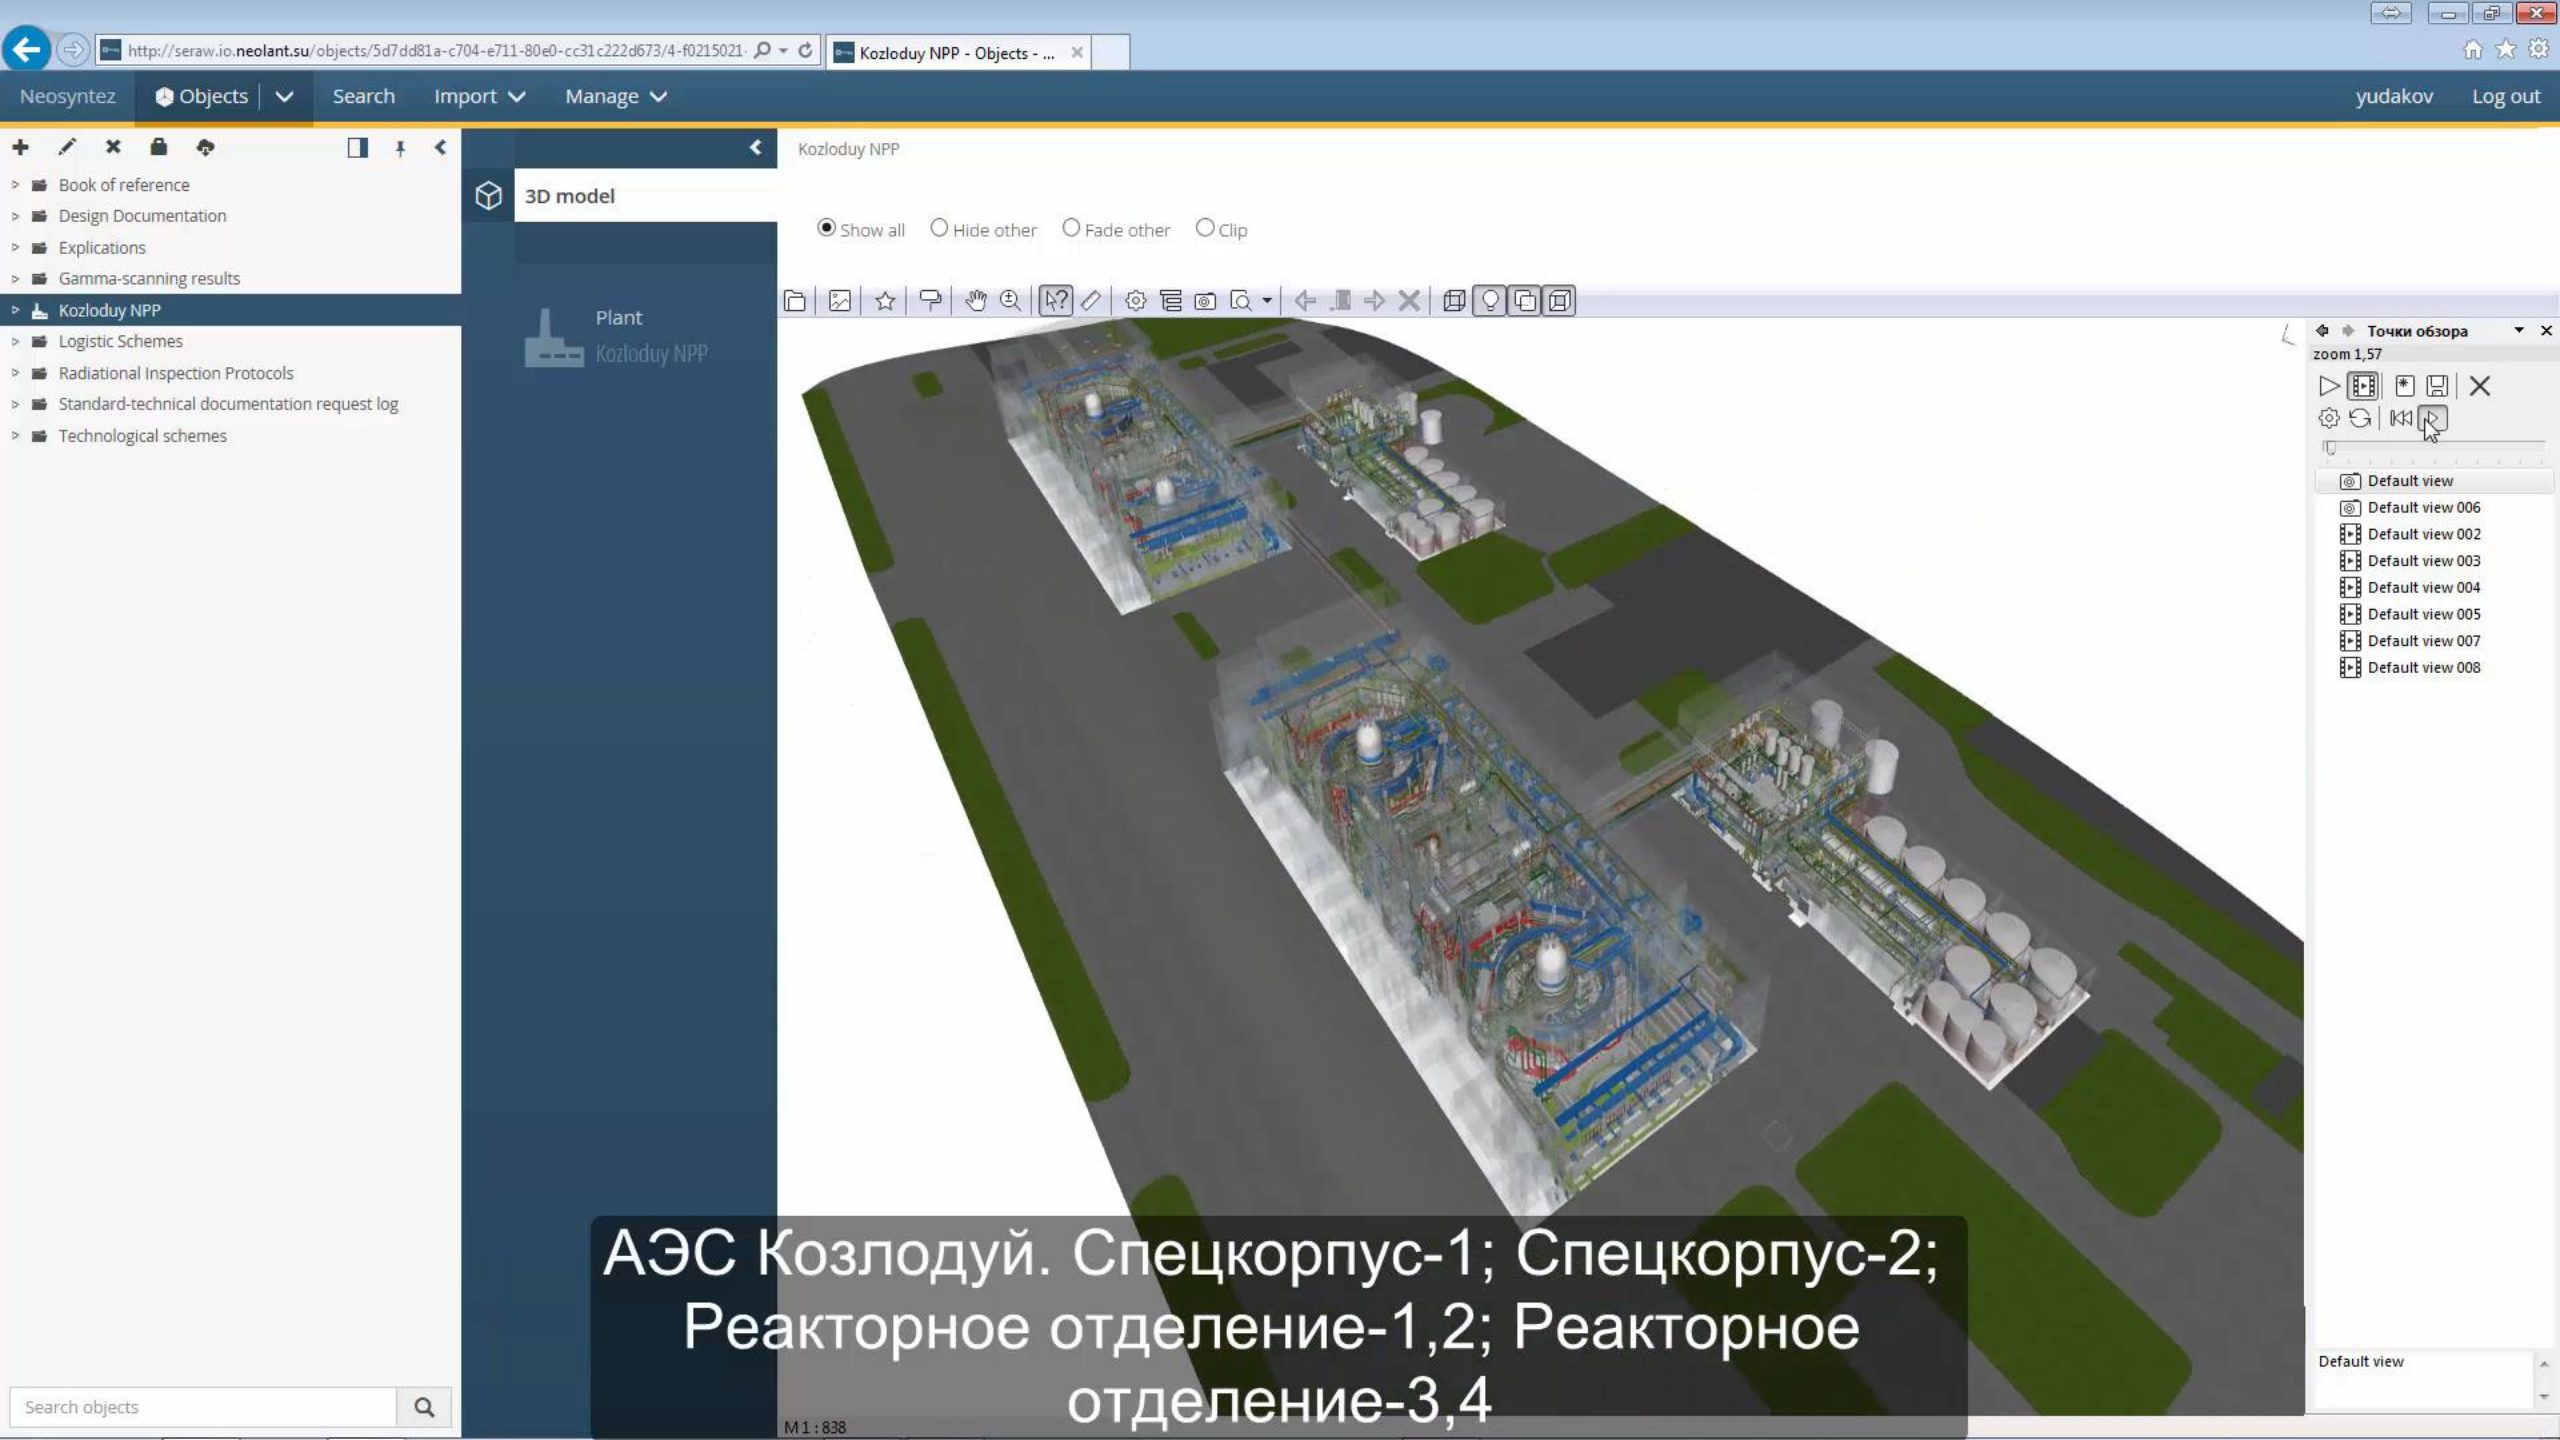 http://seraw.io.neolant.su/objects/5d7dd81a-c704-e711-80e0-cc31c222d673/4-f0215021-
Kozloduy NPP - Objects - ...
Neosyntez
Objects
Search
Import
Manage
yudakov
Log out
Book of reference
Design Documentation
Explications
Gamma-scanning results
Kozloduy NPP
Logistic Schemes
Radiational Inspection Protocols
Standard-technical documentation request log
Technological schemes
Search objects
3D model
Plant
Kozloduy NPP
Kozloduy NPP
Show all
Hide other
Fade other
Clip
Точки обзора
zoom 1,57
Default view
Default view 006
Default view 002
Default view 003
Default view 004
Default view 005
Default view 007
Default view 008
Default view
АЭС Козлодуй. Спецкорпус-1; Спецкорпус-2;
Реакторное отделение-1,2; Реакторное
отделение-3,4
M 1 : 838